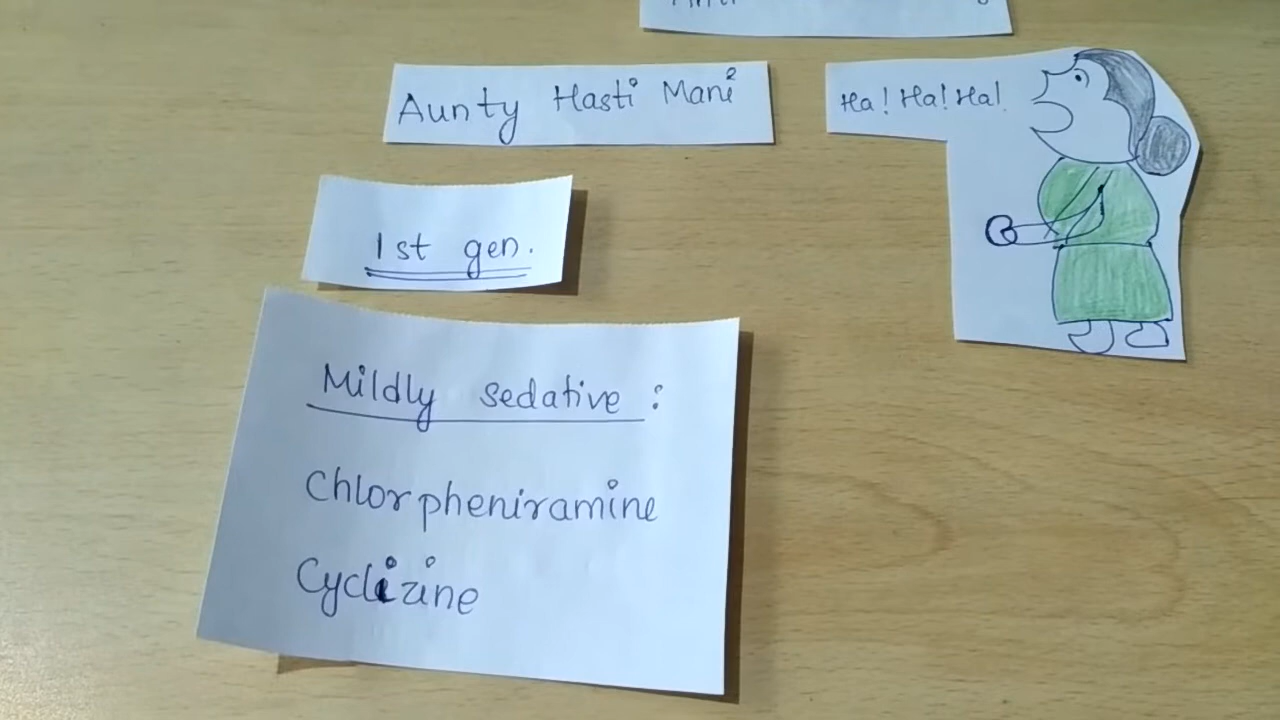 Aunty Hasti Mani
Ha! Ha! Ha!
1st gen.
Mildly sedative :
Chlorpheniramine
Cyclizine